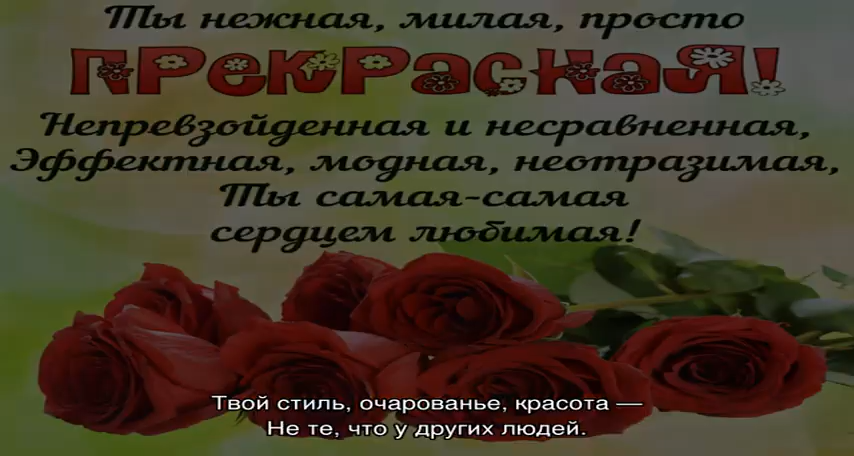 Ты нежная, милая, просто
ПРеКРасНаЯ!
Непревзойденная и несравненная,
Эффектная, модная, неотразимая,
Ты самая-самая
сердцем любимая!
Твой стиль, очарованье, красота —
Не те, что у других людей.